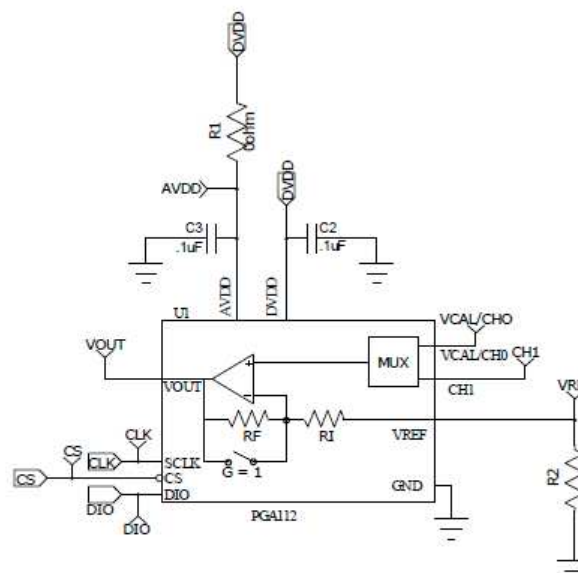 DVDD
R1
0ohm
AVDD
DVDD
C3
.1uF
C2
.1uF
AVDD
DVDD
U1
VCAL/CH0
VOUT
MUX
VCAL/CH0
CH1
VOUT
CH1
RF
RI
VREF
CLK
CLK
SCLK
CS
CS
CS
G = 1
GND
R2
DIO
DIO
DIO
PGA112